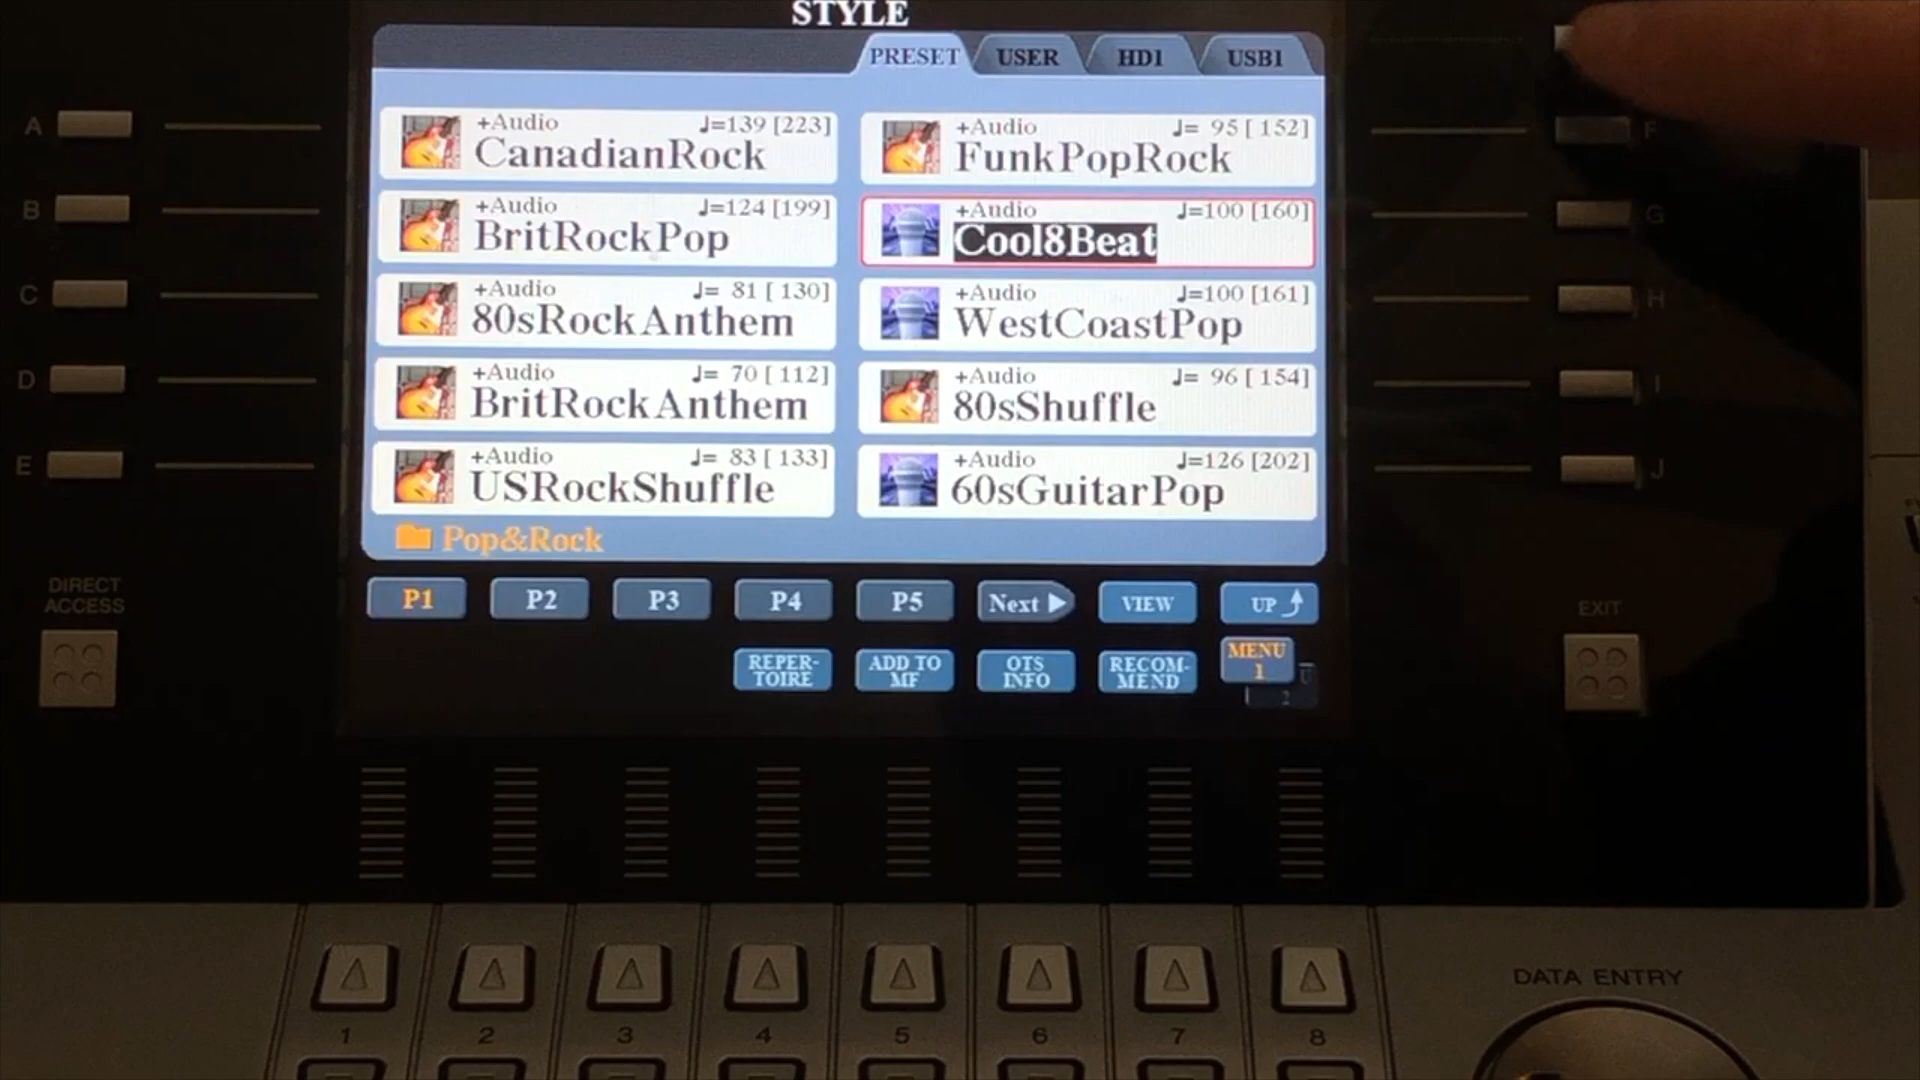 STYLE
PRESET USER HD1 USB1
+Audio ♩=139 [223]
CanadianRock
+Audio ♩= 95 [ 152]
FunkPopRock
+Audio ♩=124 [199]
BritRockPop
+Audio ♩=100 [160]
Cool8Beat
+Audio ♩= 81 [ 130]
80sRockAnthem
+Audio ♩=100 [161]
WestCoastPop
+Audio ♩= 70 [ 112]
BritRockAnthem
+Audio ♩= 96 [ 154]
80sShuffle
+Audio ♩= 83 [ 133]
USRockShuffle
+Audio ♩=126 [202]
60sGuitarPop
Pop&Rock
P1 P2 P3 P4 P5 Next VIEW UP
REPER-
TOIRE
ADD TO
MF
OTS
INFO
RECOM-
MEND
MENU
1
2
A
B
C
D
E
F
G
H
I
J
DIRECT
ACCESS
EXIT
1 2 3 4 5 6 7 8
DATA ENTRY